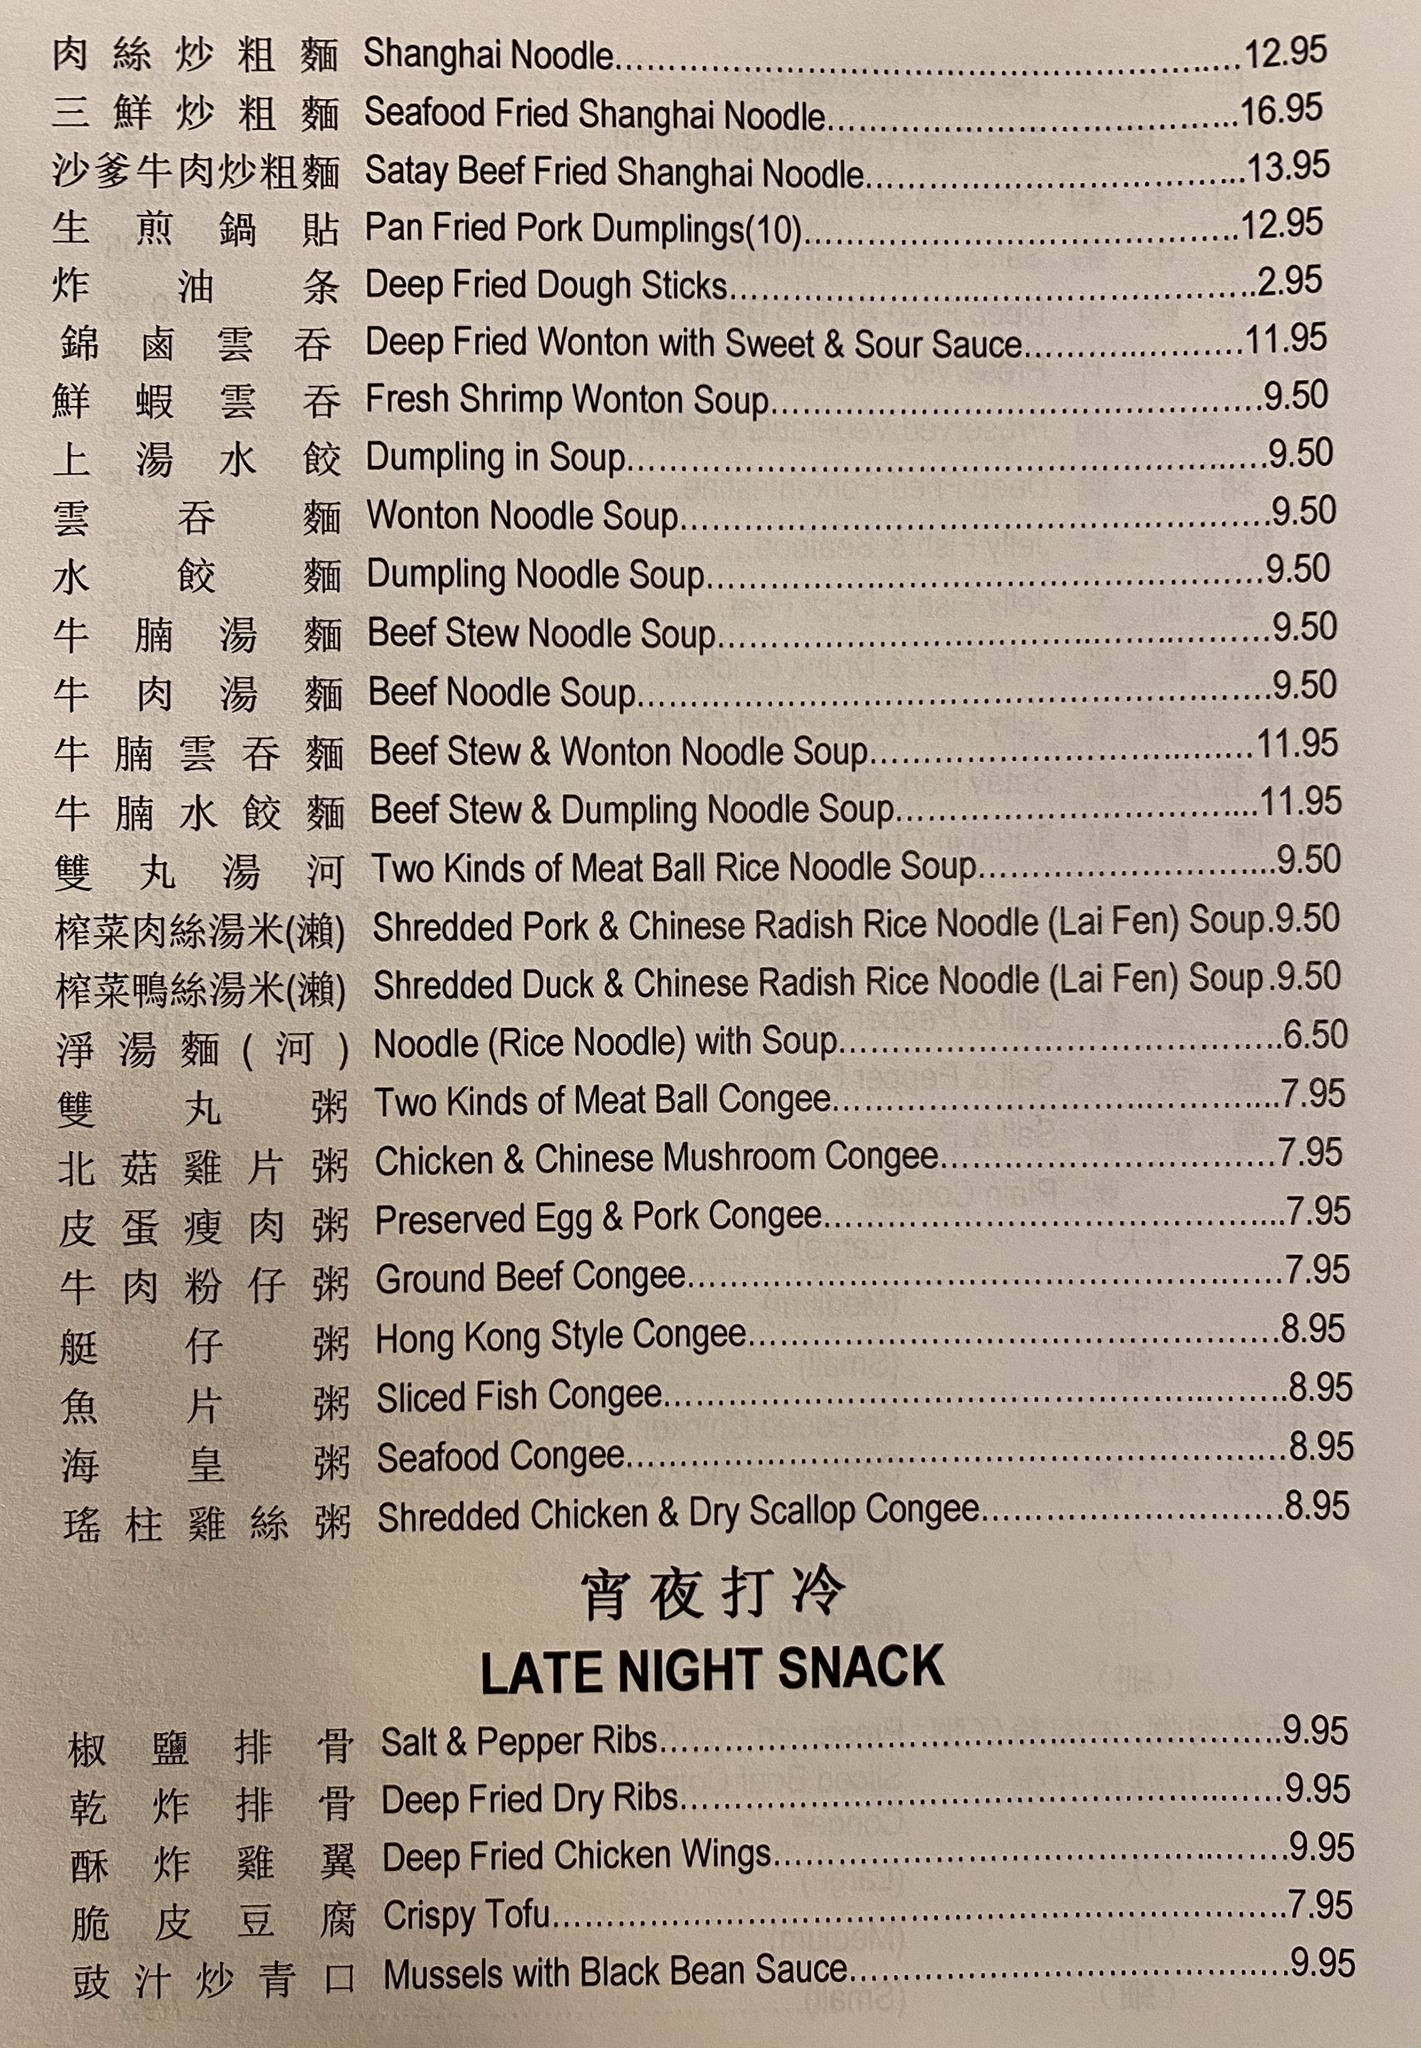 肉絲炒粗麵 Shanghai Noodle 12.95
三鮮炒粗麵 Seafood Fried Shanghai Noodle 16.95
沙爹牛肉炒粗麵 Satay Beef Fried Shanghai Noodle 13.95
生煎鍋貼 Pan Fried Pork Dumplings(10) 12.95
炸油条 Deep Fried Dough Sticks 2.95
錦鹵雲吞 Deep Fried Wonton with Sweet & Sour Sauce 11.95
鮮蝦雲吞 Fresh Shrimp Wonton Soup 9.50
上湯水餃 Dumpling in Soup 9.50
雲吞麵 Wonton Noodle Soup 9.50
水餃麵 Dumpling Noodle Soup 9.50
牛腩湯麵 Beef Stew Noodle Soup 9.50
牛肉湯麵 Beef Noodle Soup 9.50
牛腩雲吞麵 Beef Stew & Wonton Noodle Soup 11.95
牛腩水餃麵 Beef Stew & Dumpling Noodle Soup 11.95
雙丸湯河 Two Kinds of Meat Ball Rice Noodle Soup 9.50
榨菜肉絲湯米(瀨) Shredded Pork & Chinese Radish Rice Noodle (Lai Fen) Soup 9.50
榨菜鴨絲湯米(瀨) Shredded Duck & Chinese Radish Rice Noodle (Lai Fen) Soup 9.50
淨湯麵(河) Noodle (Rice Noodle) with Soup 6.50
雙丸粥 Two Kinds of Meat Ball Congee 7.95
北菇雞片粥 Chicken & Chinese Mushroom Congee 7.95
皮蛋瘦肉粥 Preserved Egg & Pork Congee 7.95
牛肉粉仔粥 Ground Beef Congee 7.95
艇仔粥 Hong Kong Style Congee 8.95
魚片粥 Sliced Fish Congee 8.95
海皇粥 Seafood Congee 8.95
瑤柱雞絲粥 Shredded Chicken & Dry Scallop Congee 8.95
宵夜打冷
LATE NIGHT SNACK
椒鹽排骨 Salt & Pepper Ribs 9.95
乾炸排骨 Deep Fried Dry Ribs 9.95
酥炸雞翼 Deep Fried Chicken Wings 9.95
脆皮豆腐 Crispy Tofu 7.95
豉汁炒青口 Mussels with Black Bean Sauce 9.95